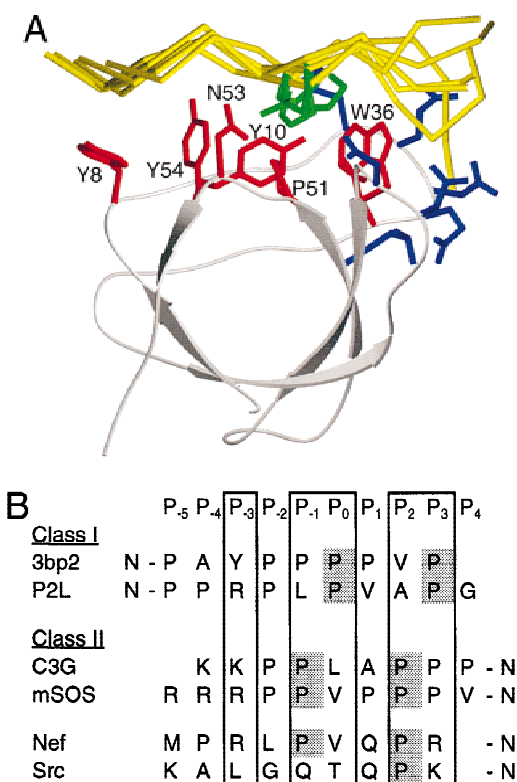 A
N53
W36
Y10
Y8
Y54
P51
B
P-5 P-4 P-3 P-2 P-1 P0 P1 P2 P3 P4
Class I
3bp2 N - P A Y P P P P V P
P2L P P R P L P V A P G
Class II
C3G K K P P L A P P P - N
mSOS R R R P P V P P P V - N
Nef M P R L P V Q P R - N
Src K A L G Q T Q P K - N